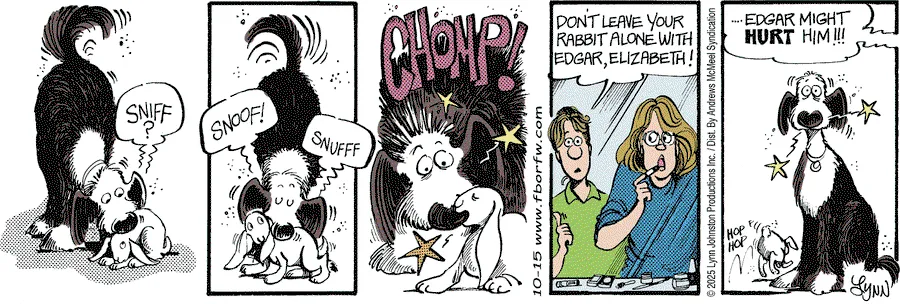 SNIFF
?
SNOOF!
SNUFFF
CHOMP!
10-15 www.fborfw.com
DON'T LEAVE YOUR
RABBIT ALONE WITH
EDGAR, ELIZABETH!
© 2025 Lynn Johnston Productions Inc. / Dist. By Andrews McMeel Syndication
.... EDGAR MIGHT
HURT HIM!!!
HOP
HOP
LYNN